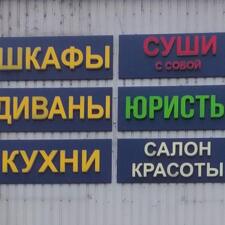 ШКАФЫ
СУШИ
С СОБОЙ
ДИВАНЫ
ЮРИСТЫ
КУХНИ
САЛОН
КРАСОТЫ